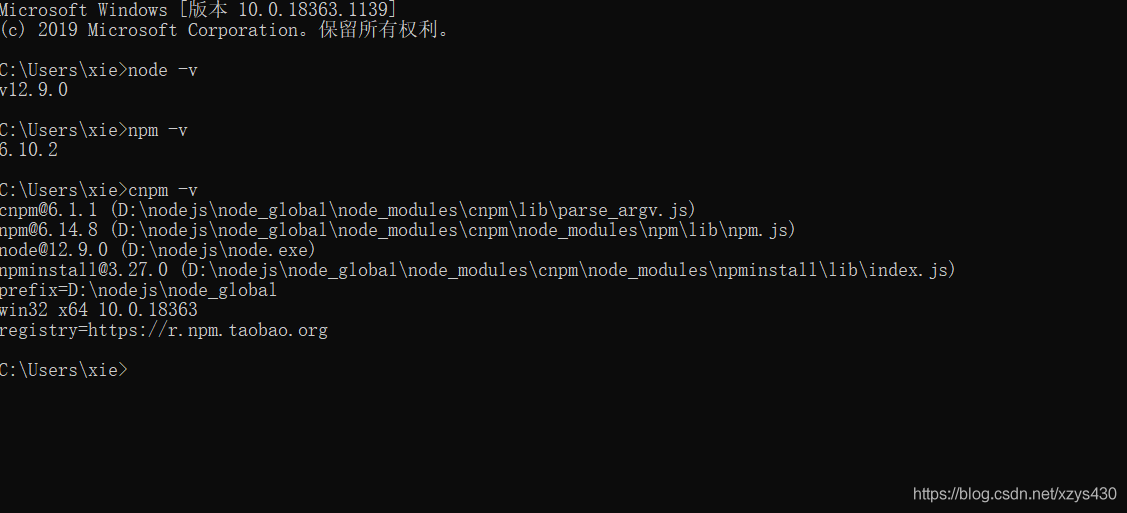 Microsoft Windows [版本 10.0.18363.1139]
(c) 2019 Microsoft Corporation。保留所有权利。
C:\Users\xie>node -v
v12.9.0
C:\Users\xie>npm -v
6.10.2
C:\Users\xie>cnpm -v
cnpm@6.1.1 (D:\nodejs\node_global\node_modules\cnpm\lib\parse_argv.js)
npm@6.14.8 (D:\nodejs\node_global\node_modules\cnpm\node_modules\npm\lib\npm.js)
node@12.9.0 (D:\nodejs\node.exe)
npminstall@3.27.0 (D:\nodejs\node_global\node_modules\cnpm\node_modules\npminstall\lib\index.js)
prefix=D:\nodejs\node_global
win32 x64 10.0.18363
registry=https://r.npm.taobao.org
C:\Users\xie>
https://blog.csdn.net/xzys430